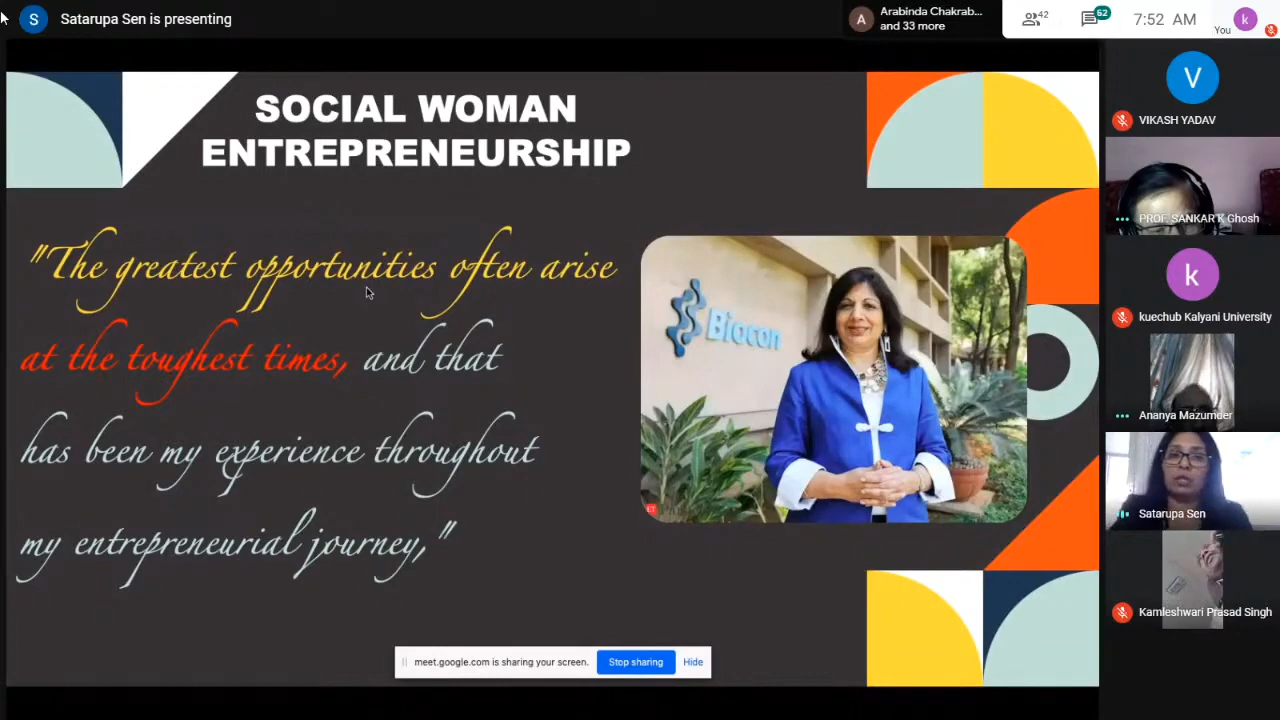 S
Satarupa Sen is presenting
A
Arabinda Chakrab...
and 33 more
42
52
7:52 AM
You
k
SOCIAL WOMAN
ENTREPRENEURSHIP
"The greatest opportunities often arise
at the toughest times, and that
has been my experience throughout
my entrepreneurial journey,"
Biocon
ET
meet.google.com is sharing your screen.
Stop sharing
Hide
V
VIKASH YADAV
PROF. SANKAR K Ghosh
k
kuechub Kalyani University
Ananya Mazumder
Satarupa Sen
Kamleshwari Prasad Singh